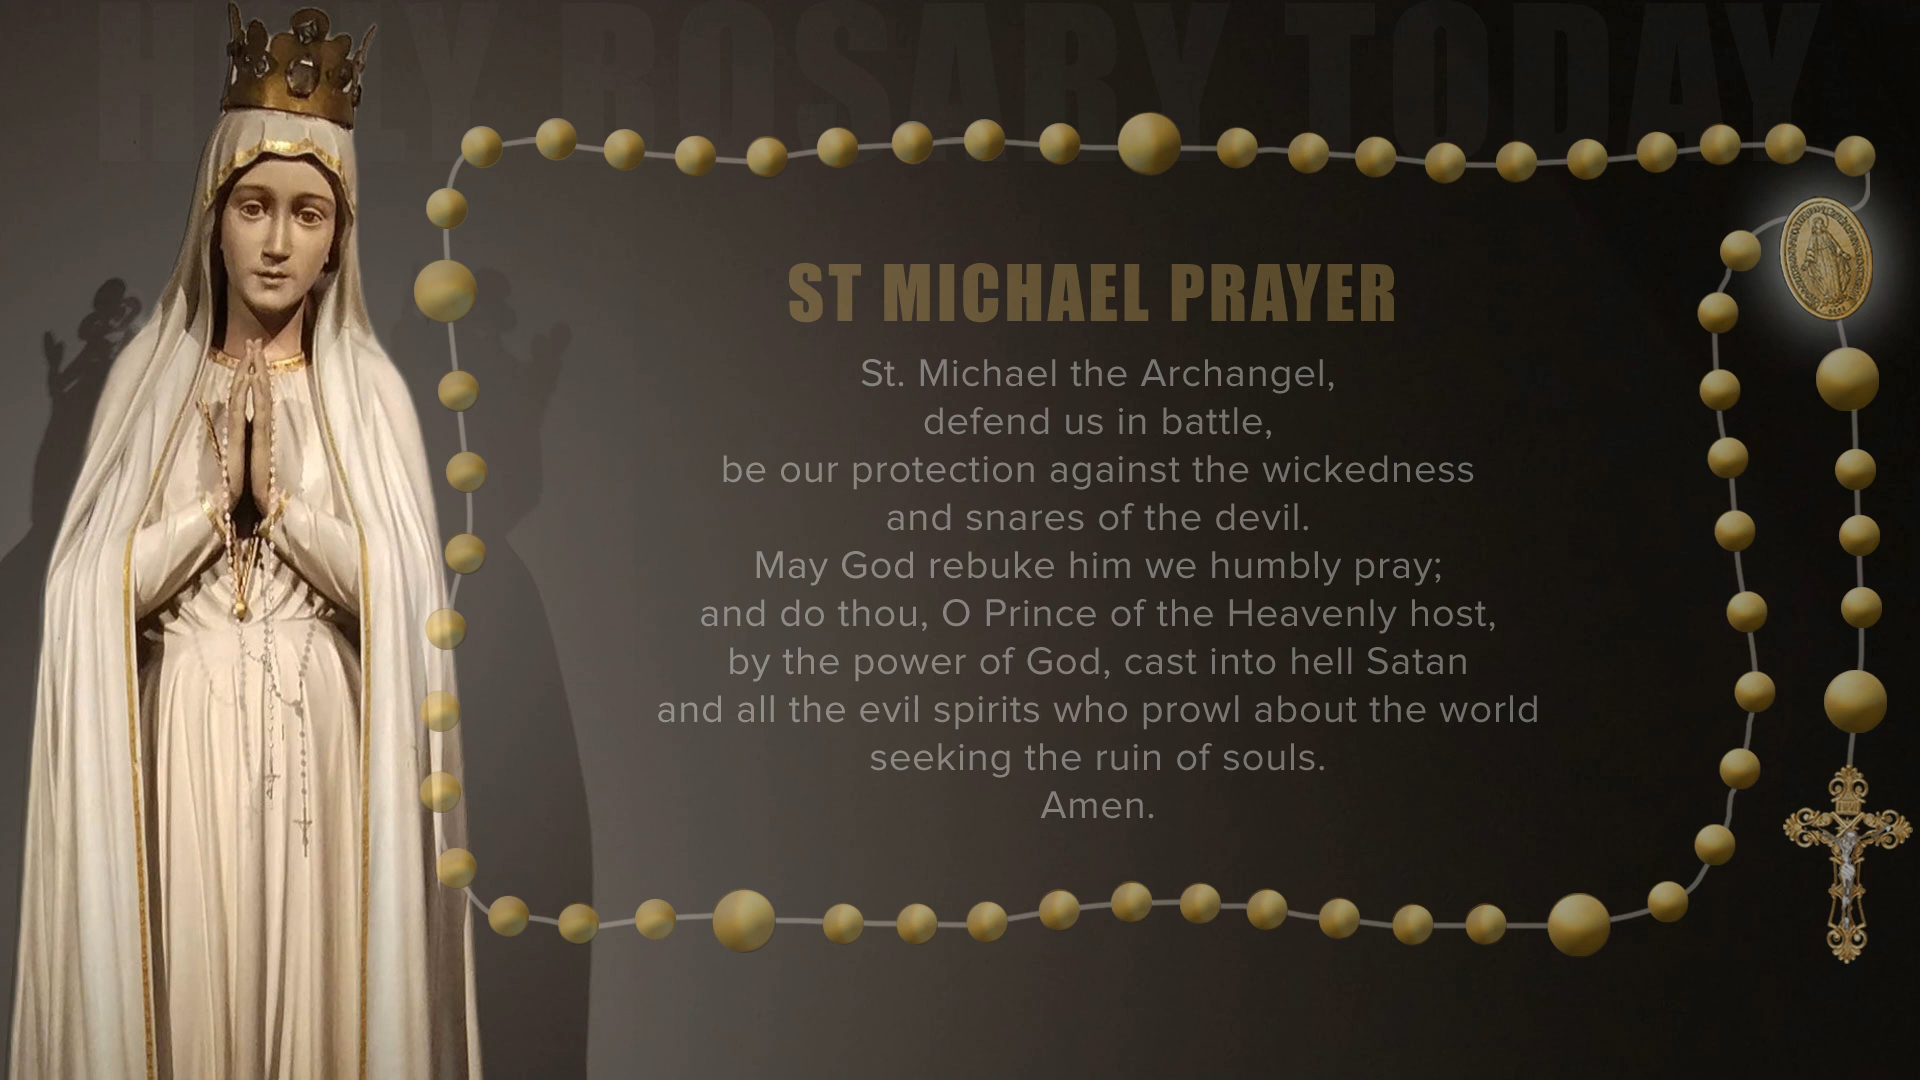 HOLY ROSARY TODAY
ST MICHAEL PRAYER
St. Michael the Archangel,
defend us in battle,
be our protection against the wickedness
and snares of the devil.
May God rebuke him we humbly pray;
and do thou, O Prince of the Heavenly host,
by the power of God, cast into hell Satan
and all the evil spirits who prowl about the world
seeking the ruin of souls.
Amen.